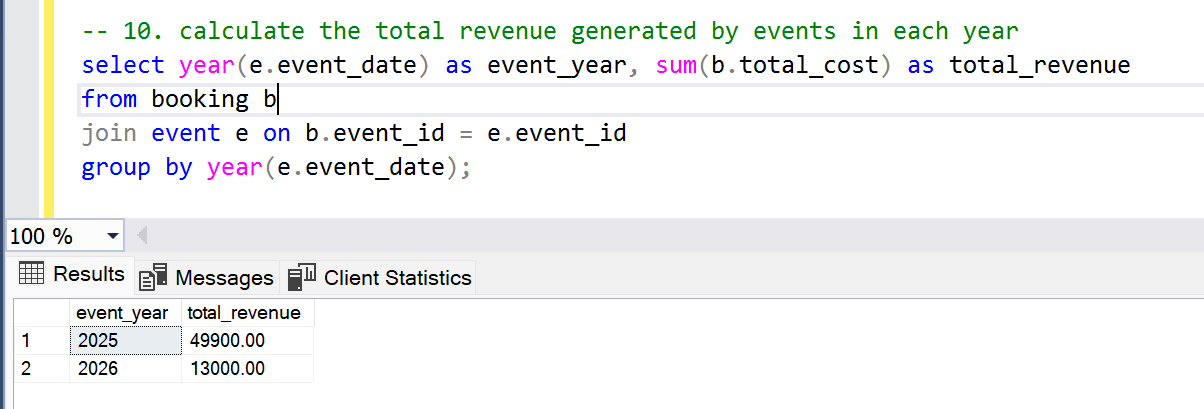 -- 10. calculate the total revenue generated by events in each year
select year(e.event_date) as event_year, sum(b.total_cost) as total_revenue
from booking b
join event e on b.event_id = e.event_id
group by year(e.event_date);
100 %
Results Messages Client Statistics
event_year total_revenue
1 2025 49900.00
2 2026 13000.00